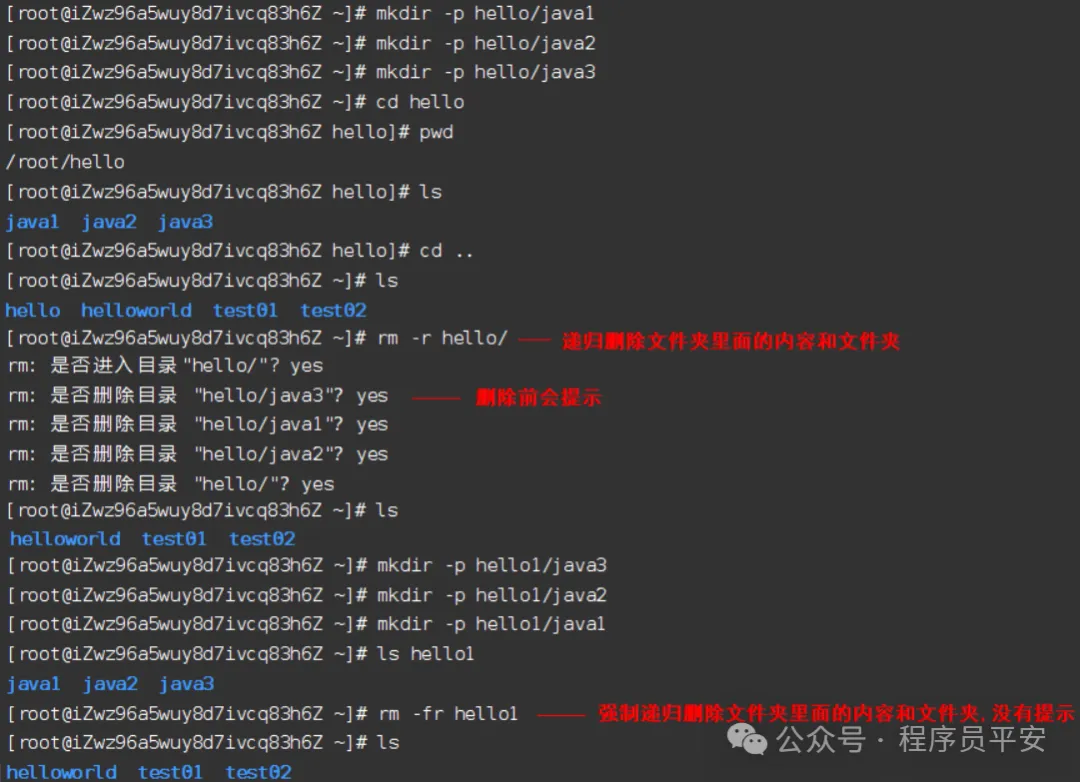 [root@iZwz96a5wuy8d7ivcq83h6Z ~]# mkdir -p hello/java1
[root@iZwz96a5wuy8d7ivcq83h6Z ~]# mkdir -p hello/java2
[root@iZwz96a5wuy8d7ivcq83h6Z ~]# mkdir -p hello/java3
[root@iZwz96a5wuy8d7ivcq83h6Z ~]# cd hello
[root@iZwz96a5wuy8d7ivcq83h6Z hello]# pwd
/root/hello
[root@iZwz96a5wuy8d7ivcq83h6Z hello]# ls
java1 java2 java3
[root@iZwz96a5wuy8d7ivcq83h6Z hello]# cd ..
[root@iZwz96a5wuy8d7ivcq83h6Z ~]# ls
hello helloworld test01 test02
[root@iZwz96a5wuy8d7ivcq83h6Z ~]# rm -r hello/ 递归删除文件夹里面的内容和文件夹
rm: 是否进入目录"hello/"? yes
rm: 是否删除目录 "hello/java3"? yes 删除前会提示
rm: 是否删除目录 "hello/java1"? yes
rm: 是否删除目录 "hello/java2"? yes
rm: 是否删除目录 "hello/"? yes
[root@iZwz96a5wuy8d7ivcq83h6Z ~]# ls
helloworld test01 test02
[root@iZwz96a5wuy8d7ivcq83h6Z ~]# mkdir -p hello1/java3
[root@iZwz96a5wuy8d7ivcq83h6Z ~]# mkdir -p hello1/java2
[root@iZwz96a5wuy8d7ivcq83h6Z ~]# mkdir -p hello1/java1
[root@iZwz96a5wuy8d7ivcq83h6Z ~]# ls hello1
java1 java2 java3
[root@iZwz96a5wuy8d7ivcq83h6Z ~]# rm -fr hello1 强制递归删除文件夹里面的内容和文件夹,没有提示
[root@iZwz96a5wuy8d7ivcq83h6Z ~]# ls
公众号 · 程序员平安
helloworld test01 test02